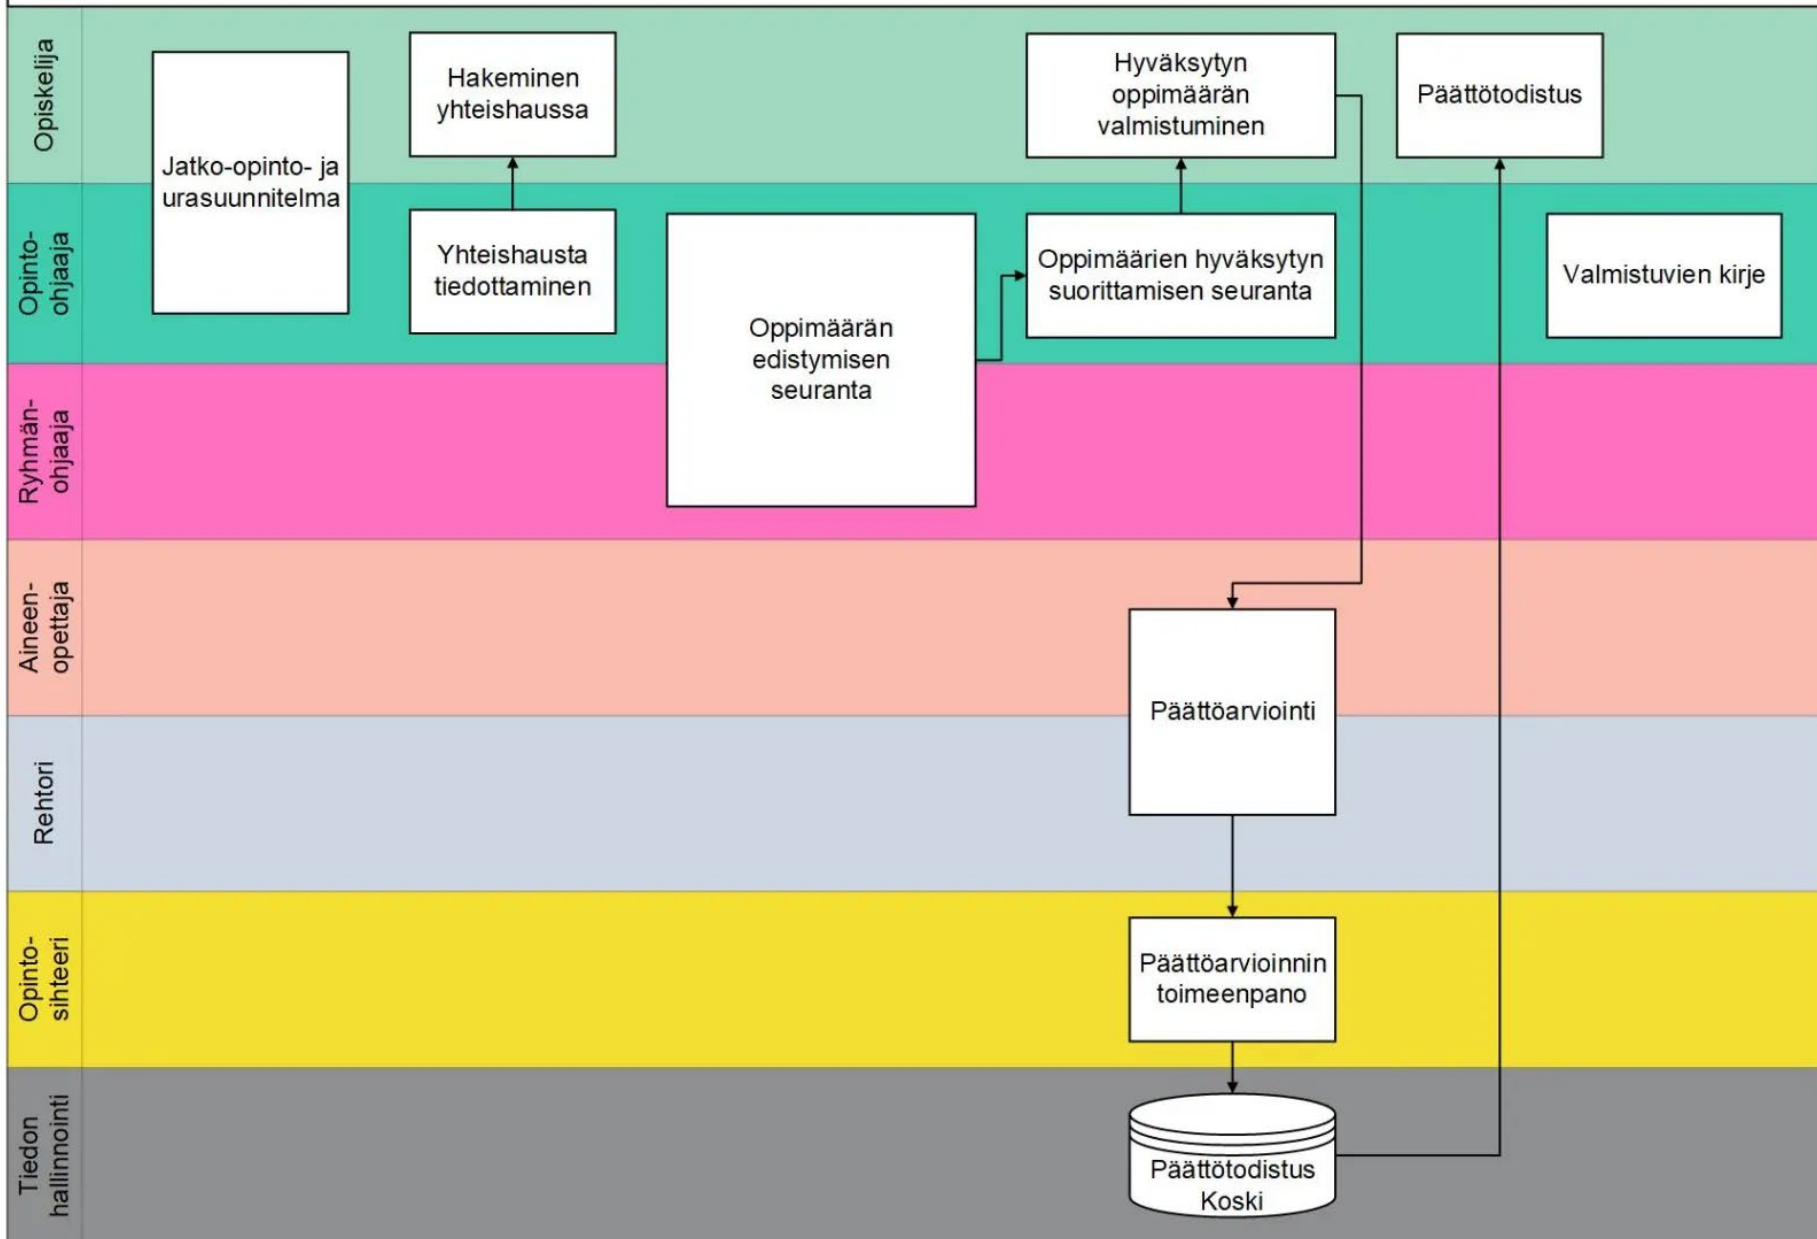 Opiskelija
Jatko-opinto- ja
urasuunnitelma
Hakeminen
yhteishaussa
Hyväksytyn
oppimäärän
valmistuminen
Päättötodistus
Opinto-
ohjaaja
Yhteishausta
tiedottaminen
Oppimäärän
edistymisen
seuranta
Oppimäärien hyväksytyn
suorittamisen seuranta
Valmistuvien kirje
Ryhmän-
ohjaaja
Aineen-
opettaja
Päättöarviointi
Rehtori
Opinto-
sihteeri
Päättöarvioinnin
toimeenpano
Tiedon
hallinnointi
Päättötodistus
Koski